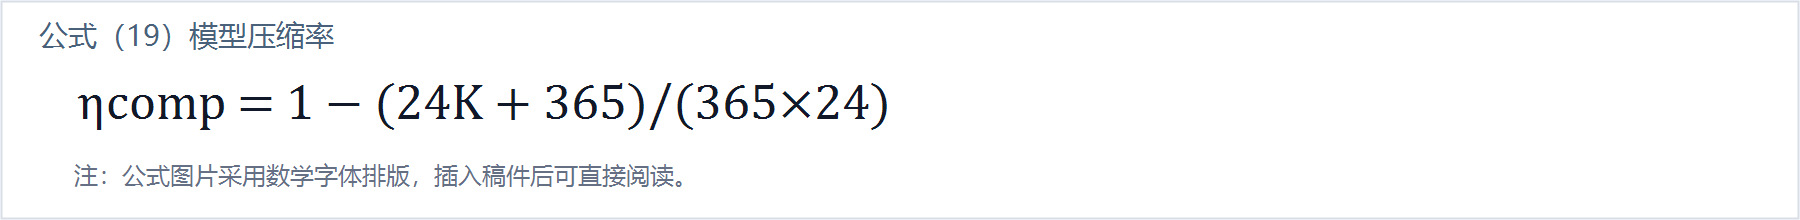 公式（19）模型压缩率
ηcomp = 1 − (24K + 365)/(365×24)
注：公式图片采用数学字体排版，插入稿件后可直接阅读。